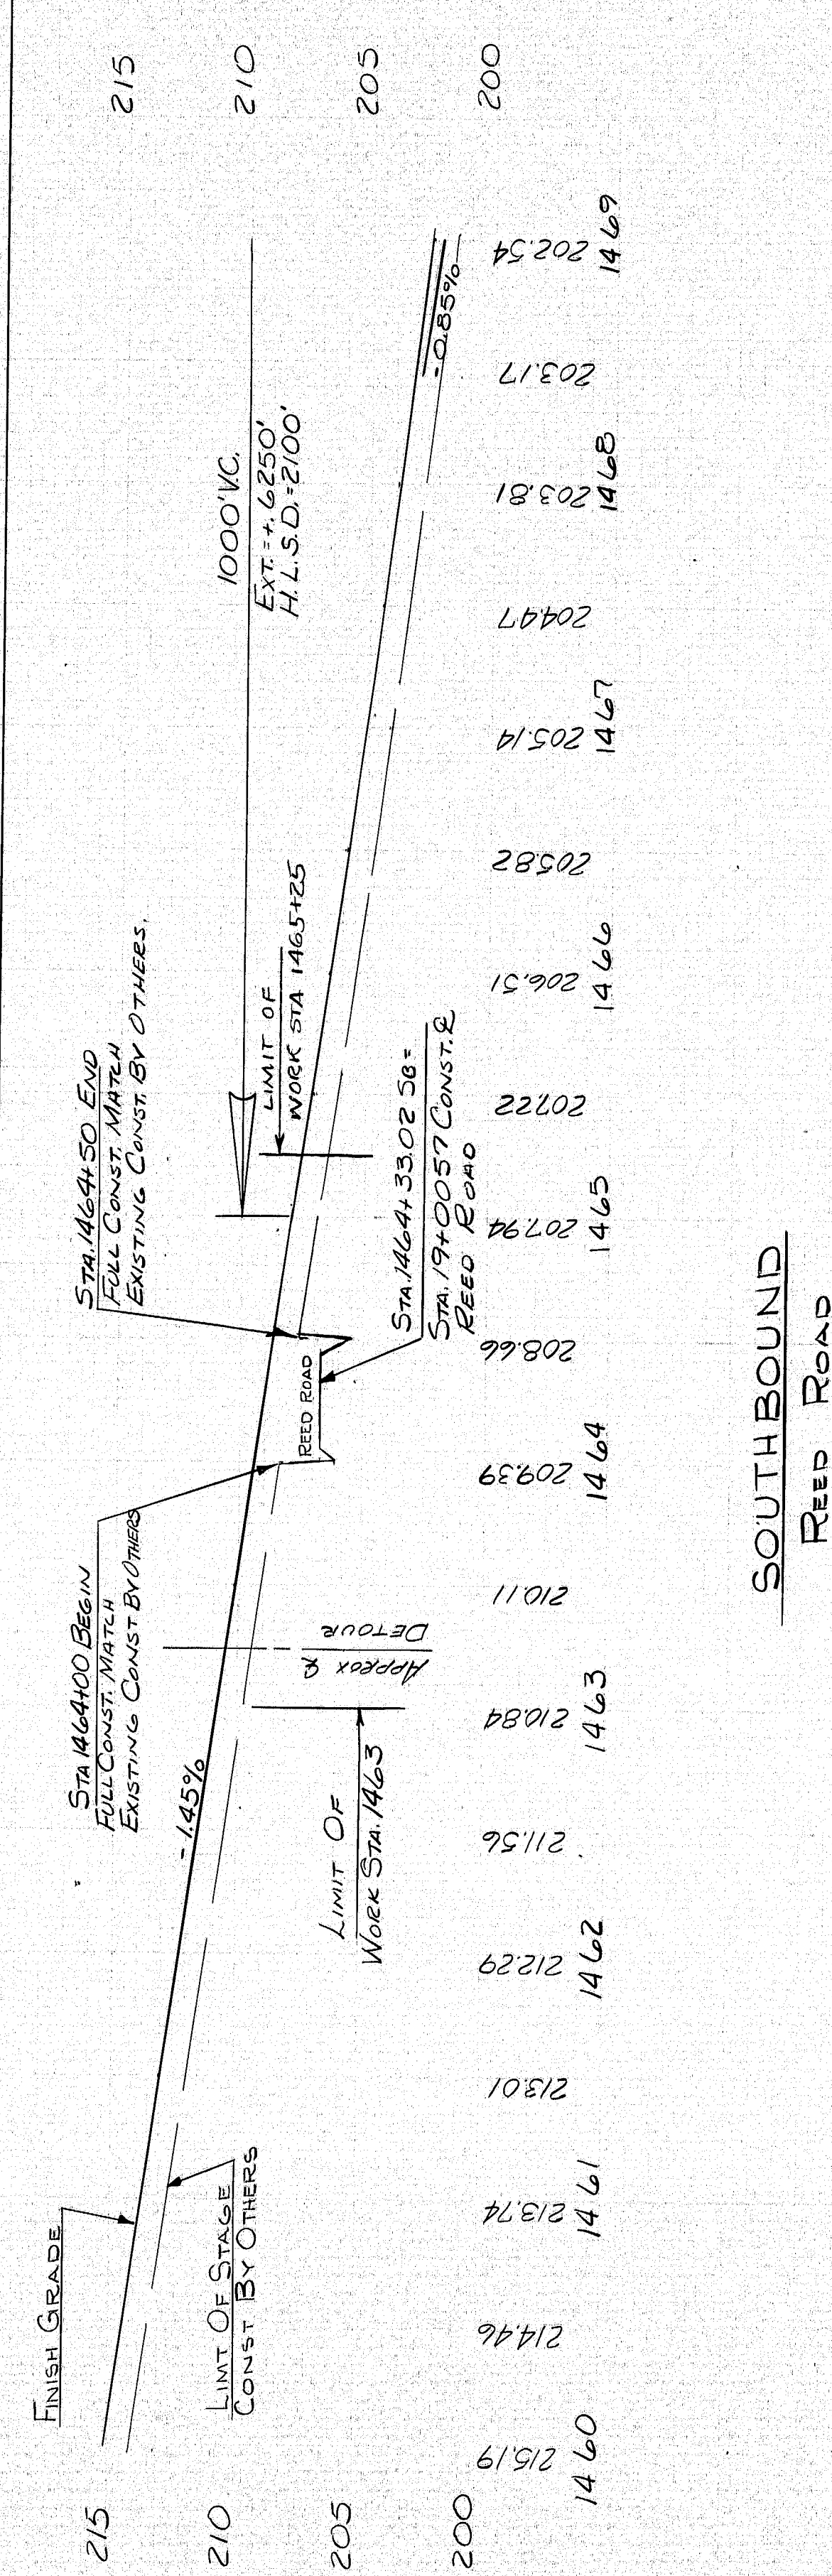 215
210
205
200
215
210
205
200
FINISH GRADE
LIMIT OF STAGE
CONST BY OTHERS
-1.45%
STA 1464+00 BEGIN
FULL CONST. MATCH
EXISTING CONST BY OTHERS
STA. 1464+50 END
FULL CONST. MATCH
EXISTING CONST. BY OTHERS.
LIMIT OF
WORK STA. 1463
APPROX ℄
DETOUR
REED ROAD
STA. 1464+33.02 SB=
STA. 19+00.57 CONST. ℄
REED ROAD
LIMIT OF
WORK STA 1465+25
1000' V.C.
EXT. = +.6250'
H.L.S.D. = 2100'
-0.85%
215.19
214.46
213.74
213.01
212.29
211.56
210.84
210.11
209.39
208.66
207.94
207.22
206.51
205.82
205.14
204.47
203.81
203.17
202.54
1460
1461
1462
1463
1464
1465
1466
1467
1468
1469
SOUTHBOUND
REED ROAD